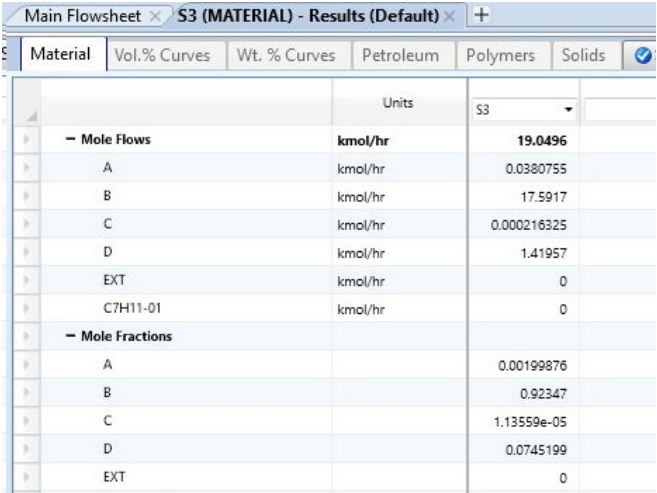 Main Flowsheet × S3 (MATERIAL) - Results (Default) × +
Material Vol.% Curves Wt. % Curves Petroleum Polymers Solids
Units S3
− Mole Flows kmol/hr 19.0496
A kmol/hr 0.0380755
B kmol/hr 17.5917
C kmol/hr 0.000216325
D kmol/hr 1.41957
EXT kmol/hr 0
C7H11-01 kmol/hr 0
− Mole Fractions
A 0.00199876
B 0.92347
C 1.13559e-05
D 0.0745199
EXT 0